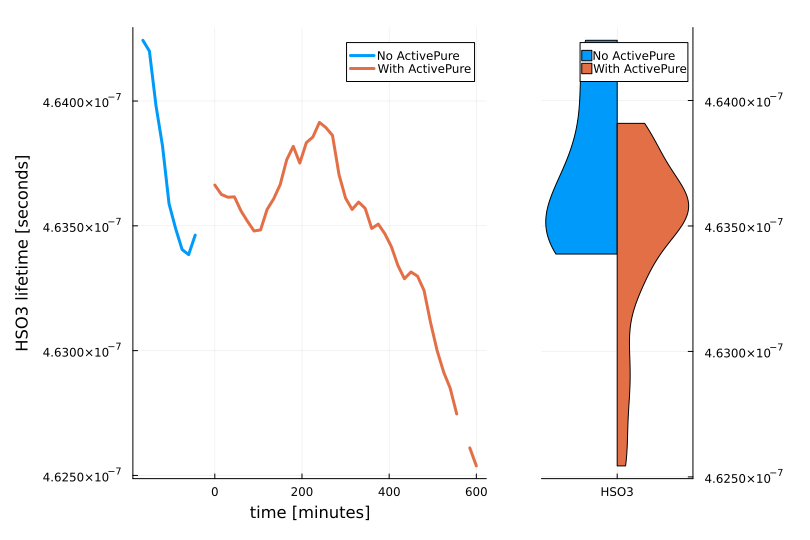 No ActivePure
With ActivePure
4.6400×10⁻⁷
4.6350×10⁻⁷
4.6300×10⁻⁷
4.6250×10⁻⁷
HSO3 lifetime [seconds]
0 200 400 600
time [minutes]
No ActivePure
With ActivePure
4.6400×10⁻⁷
4.6350×10⁻⁷
4.6300×10⁻⁷
4.6250×10⁻⁷
HSO3